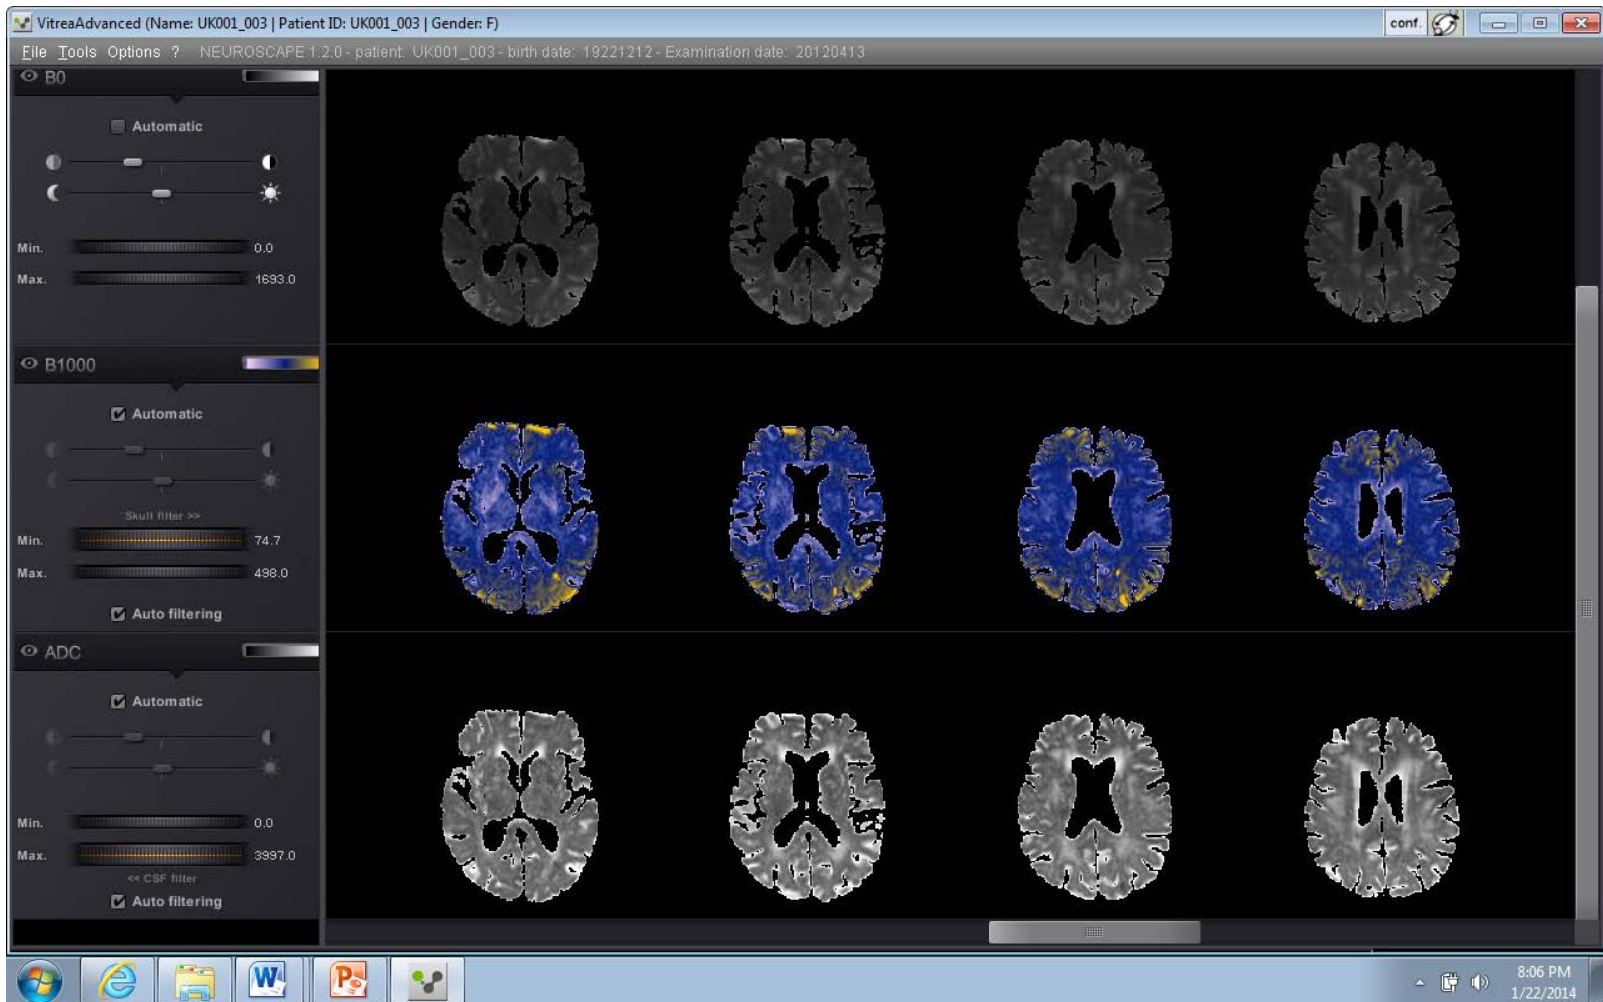 VitreaAdvanced (Name: UK001_003 | Patient ID: UK001_003 | Gender: F)
conf.
File Tools Options ? NEUROSCAPE 1.2.0 - patient: UK001_003 - birth date: 19221212 - Examination date: 20120413
B0
Automatic
Min. 0.0
Max. 1693.0
B1000
Automatic
Skull filter >>
Min. 74.7
Max. 498.0
Auto filtering
ADC
Automatic
Min. 0.0
Max. 3997.0
<< CSF filter
Auto filtering
8:06 PM
1/22/2014